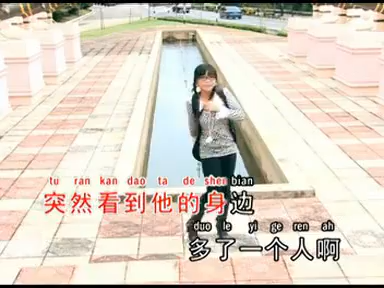 tu ran kan dao ta de shen bian
突然看到他的身边
duo le yi ge ren ah
多了一个人啊